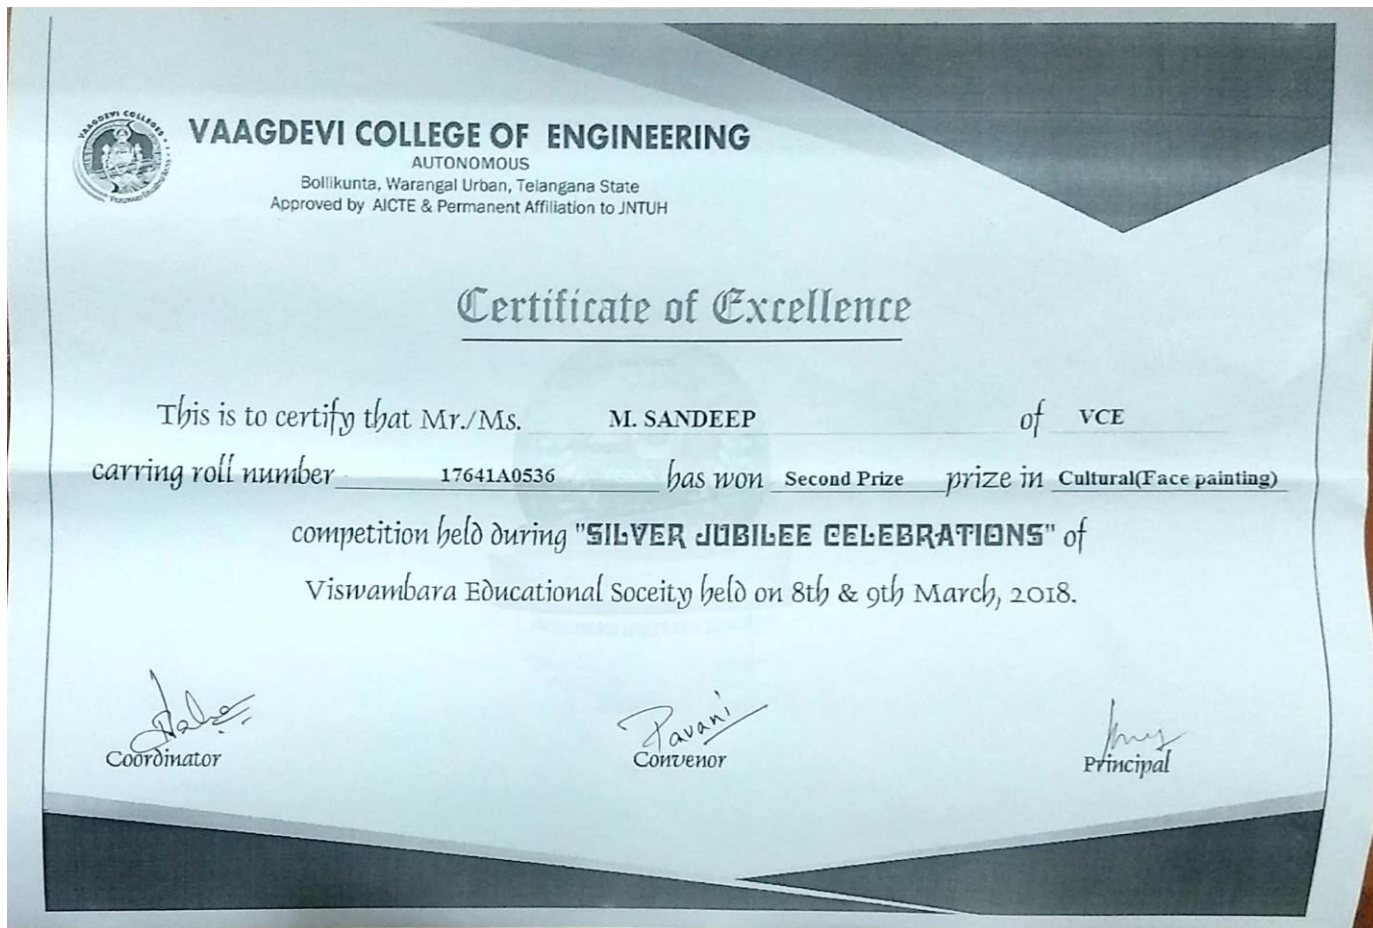 VAAGDEVI COLLEGES
VAAGDEVI COLLEGE OF ENGINEERING
AUTONOMOUS
Bollikunta, Warangal Urban, Telangana State
Approved by AICTE & Permanent Affiliation to JNTUH
Certificate of Excellence
This is to certify that Mr./Ms. M. SANDEEP of VCE
carring roll number 17641A0536 has won Second Prize prize in Cultural(Face painting)
competition held during "SILVER JUBILEE CELEBRATIONS" of
Viswambara Educational Soceity held on 8th & 9th March, 2018.
Pavani
Coordinator Convenor Principal